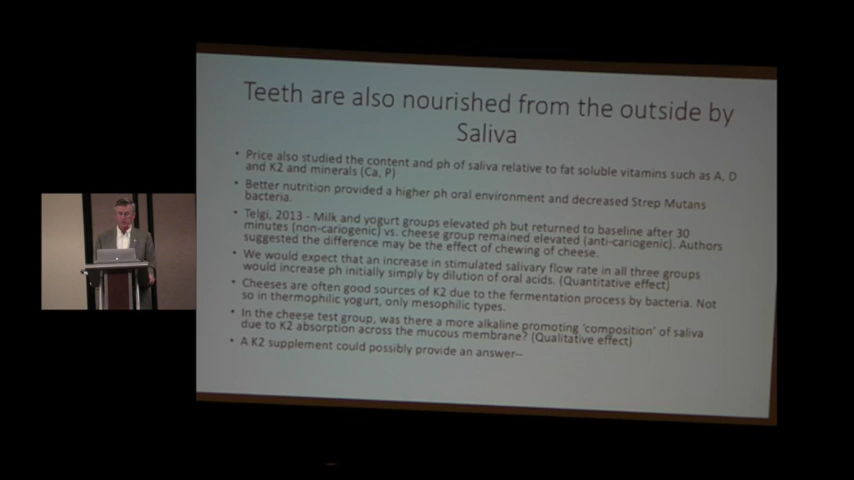 Teeth are also nourished from the outside by
Saliva
• Price also studied the content and ph of saliva relative to fat soluble vitamins such as A, D
and K2 and minerals (Ca, P)
• Better nutrition provided a higher ph oral environment and decreased Strep Mutans
bacteria.
• Telgi, 2013 - Milk and yogurt groups elevated ph but returned to baseline after 30
minutes (non-cariogenic) vs. cheese group remained elevated (anti-cariogenic). Authors
suggested the difference may be the effect of chewing of cheese.
• We would expect that an increase in stimulated salivary flow rate in all three groups
would increase ph initially simply by dilution of oral acids. (Quantitative effect)
• Cheeses are often good sources of K2 due to the fermentation process by bacteria. Not
so in thermophilic yogurt, only mesophilic types.
• In the cheese test group, was there a more alkaline promoting 'composition' of saliva
due to K2 absorption across the mucous membrane? (Qualitative effect)
• A K2 supplement could possibly provide an answer--